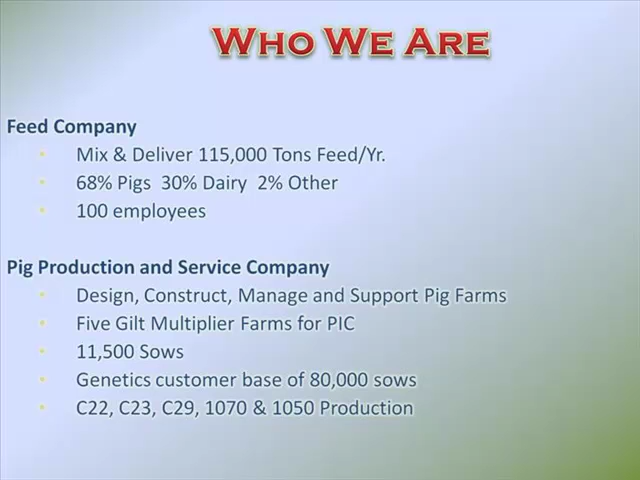 WHO WE ARE
Feed Company
• Mix & Deliver 115,000 Tons Feed/Yr.
• 68% Pigs 30% Dairy 2% Other
• 100 employees
Pig Production and Service Company
• Design, Construct, Manage and Support Pig Farms
• Five Gilt Multiplier Farms for PIC
• 11,500 Sows
• Genetics customer base of 80,000 sows
• C22, C23, C29, 1070 & 1050 Production